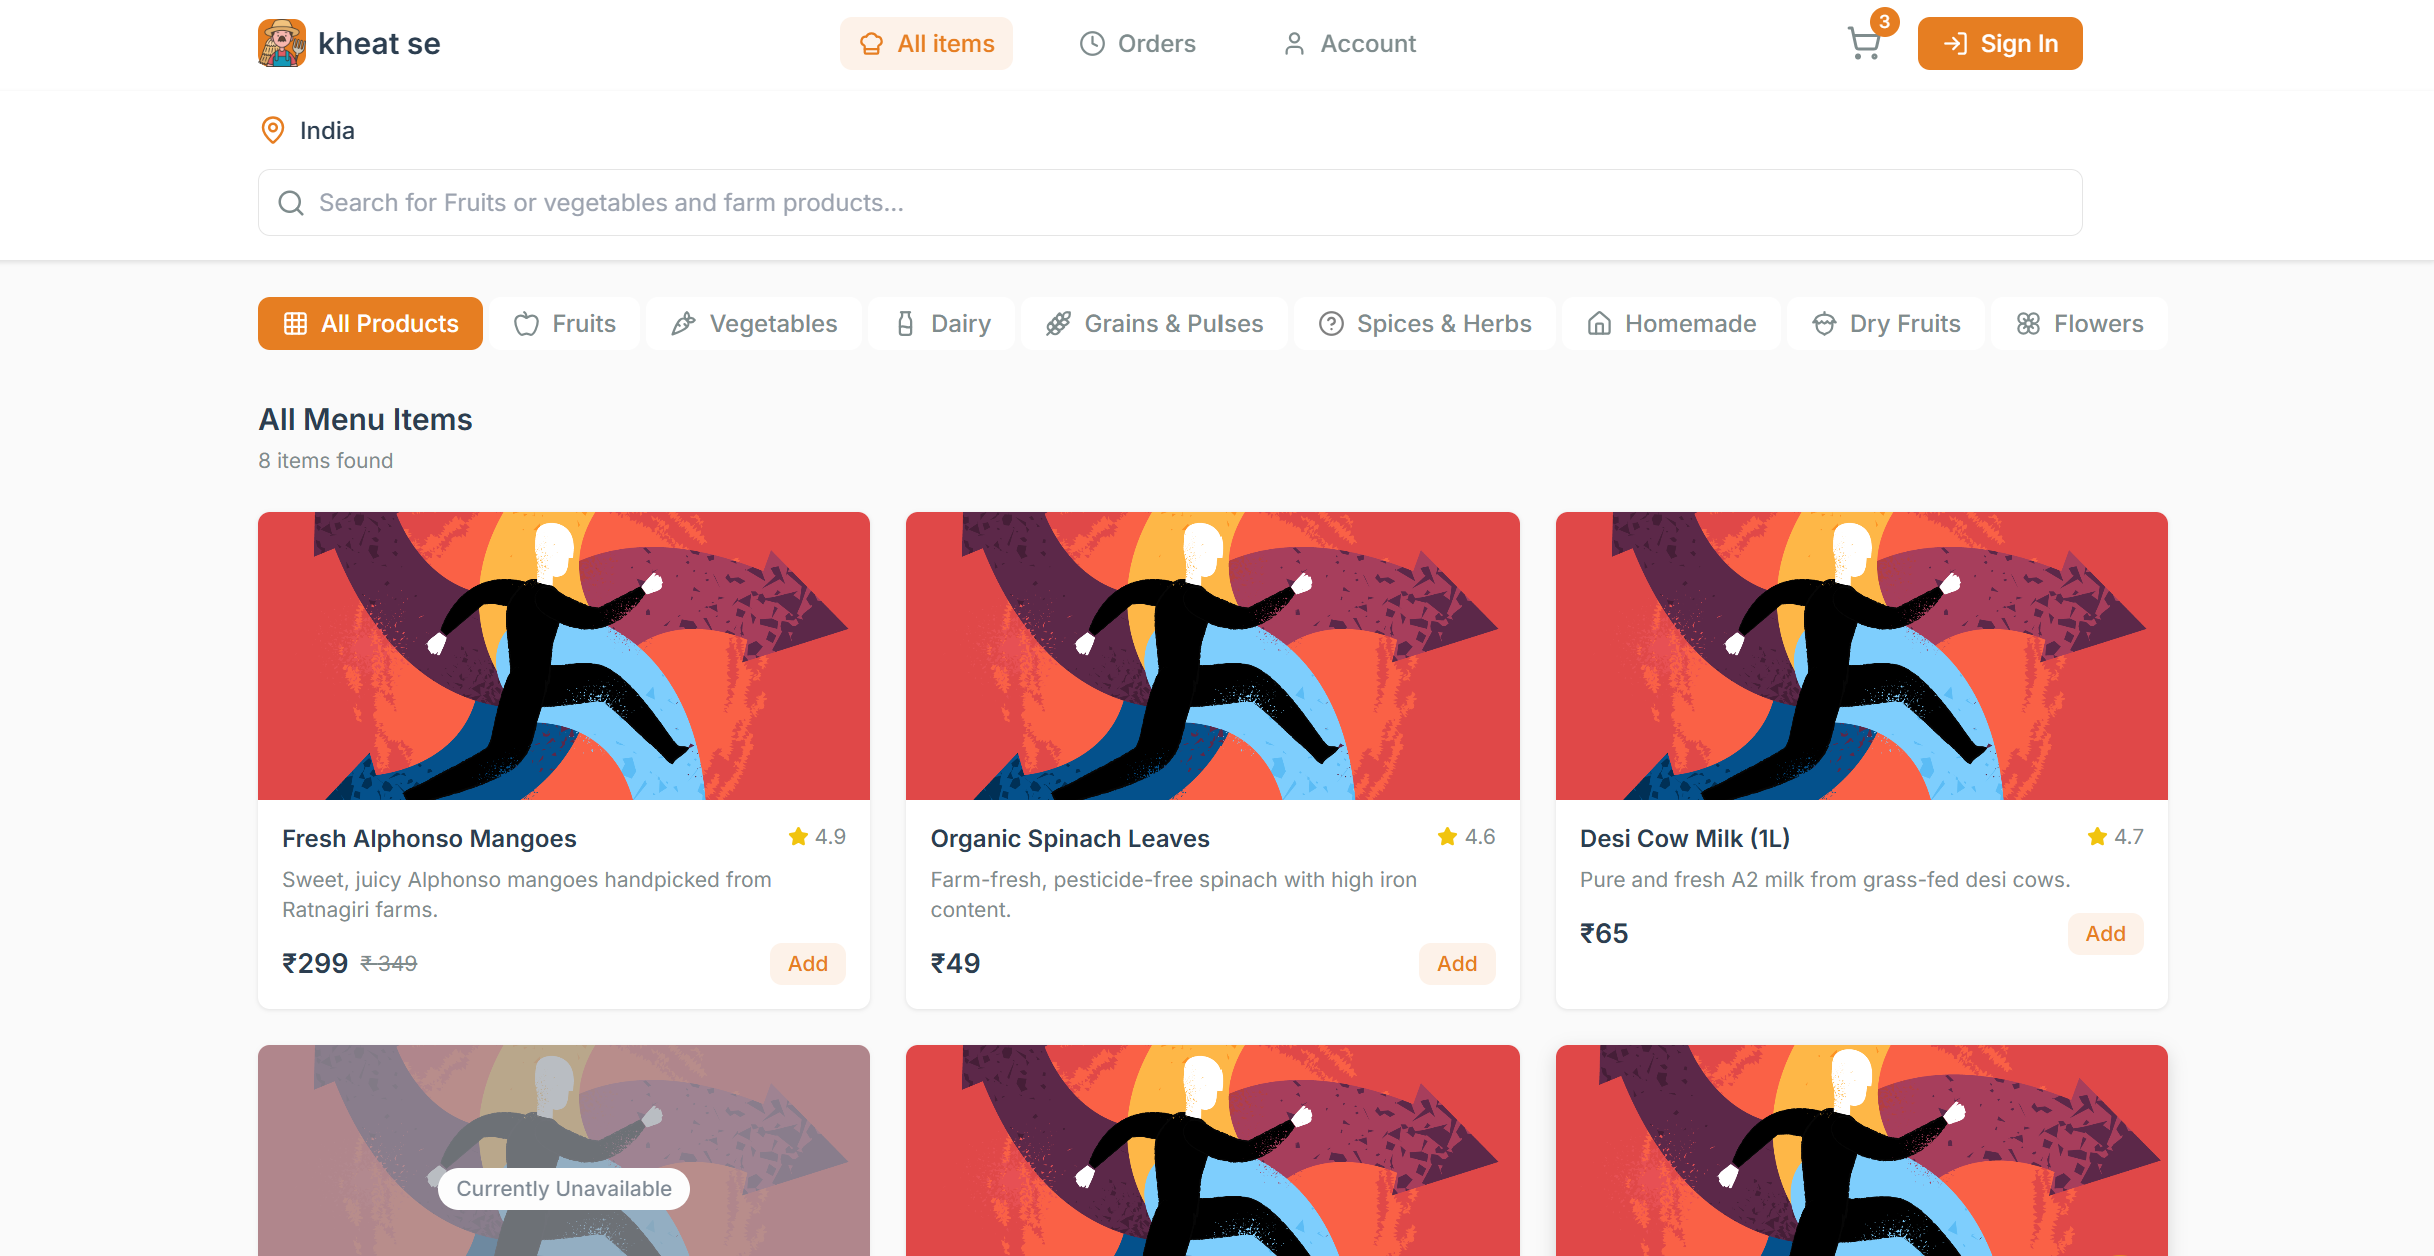 kheat se
All items
Orders
Account
3
Sign In
India
Search for Fruits or vegetables and farm products...
All Products
Fruits
Vegetables
Dairy
Grains & Pulses
Spices & Herbs
Homemade
Dry Fruits
Flowers
All Menu Items
8 items found
Fresh Alphonso Mangoes
4.9
Sweet, juicy Alphonso mangoes handpicked from
Ratnagiri farms.
₹299 ₹ 349
Add
Organic Spinach Leaves
4.6
Farm-fresh, pesticide-free spinach with high iron
content.
₹49
Add
Desi Cow Milk (1L)
4.7
Pure and fresh A2 milk from grass-fed desi cows.
₹65
Add
Currently Unavailable